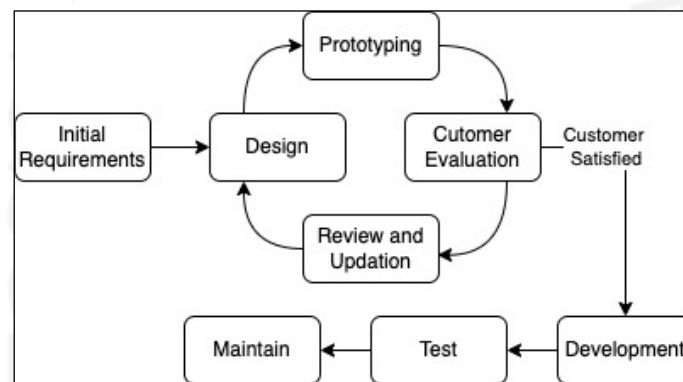 Prototyping
Initial
Requirements
Design
Cutomer
Evaluation
Customer
Satisfied
Review and
Updation
Maintain
Test
Development